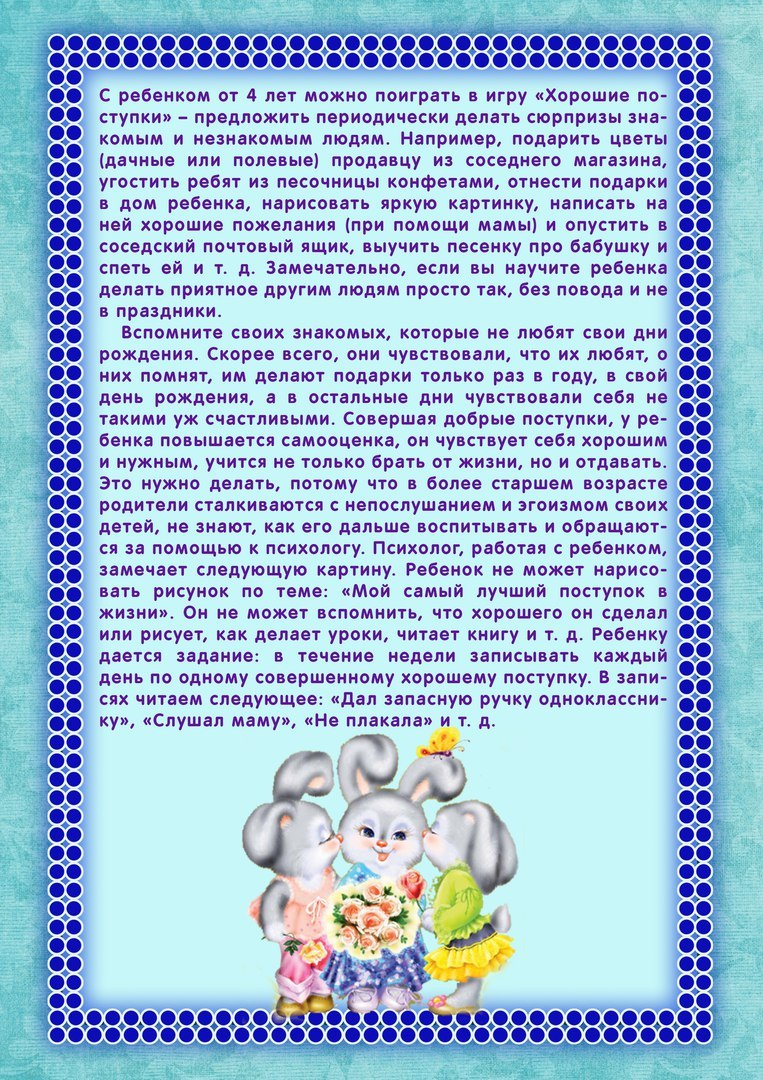 С ребенком от 4 лет можно поиграть в игру «Хорошие по-
ступки» – предложить периодически делать сюрпризы зна-
комым и незнакомым людям. Например, подарить цветы
(дачные или полевые) продавцу из соседнего магазина,
угостить ребят из песочницы конфетами, отнести подарки
в дом ребенка, нарисовать яркую картинку, написать на
ней хорошие пожелания (при помощи мамы) и опустить в
соседский почтовый ящик, выучить песенку про бабушку и
спеть ей и т. д. Замечательно, если вы научите ребенка
делать приятное другим людям просто так, без повода и не
в праздники.
Вспомните своих знакомых, которые не любят свои дни
рождения. Скорее всего, они чувствовали, что их любят, о
них помнят, им делают подарки только раз в году, в свой
день рождения, а в остальные дни чувствовали себя не
такими уж счастливыми. Совершая добрые поступки, у ре-
бенка повышается самооценка, он чувствует себя хорошим
и нужным, учится не только брать от жизни, но и отдавать.
Это нужно делать, потому что в более старшем возрасте
родители сталкиваются с непослушанием и эгоизмом своих
детей, не знают, как его дальше воспитывать и обращают-
ся за помощью к психологу. Психолог, работая с ребенком,
замечает следующую картину. Ребенок не может нарисо-
вать рисунок по теме: «Мой самый лучший поступок в
жизни». Он не может вспомнить, что хорошего он сделал
или рисует, как делает уроки, читает книгу и т. д. Ребенку
дается задание: в течение недели записывать каждый
день по одному совершенному хорошему поступку. В запи-
сях читаем следующее: «Дал запасную ручку одноклассни-
ку», «Слушал маму», «Не плакала» и т. д.